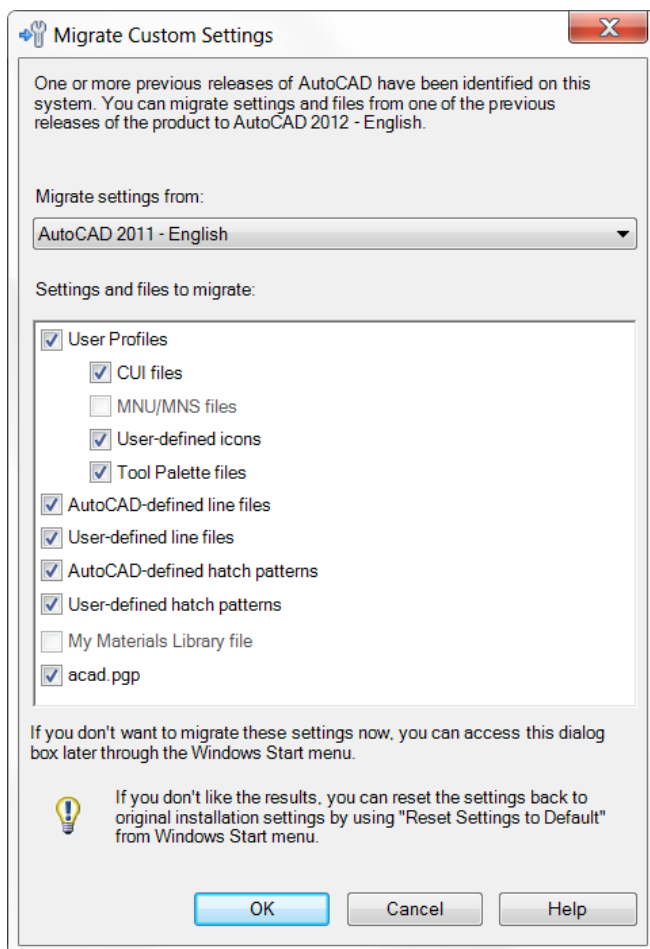 Migrate Custom Settings
One or more previous releases of AutoCAD have been identified on this
system. You can migrate settings and files from one of the previous
releases of the product to AutoCAD 2012 - English.
Migrate settings from:
AutoCAD 2011 - English
Settings and files to migrate:
User Profiles
CUI files
MNU/MNS files
User-defined icons
Tool Palette files
AutoCAD-defined line files
User-defined line files
AutoCAD-defined hatch patterns
User-defined hatch patterns
My Materials Library file
acad.pgp
If you don't want to migrate these settings now, you can access this dialog
box later through the Windows Start menu.
If you don't like the results, you can reset the settings back to
original installation settings by using "Reset Settings to Default"
from Windows Start menu.
OK Cancel Help